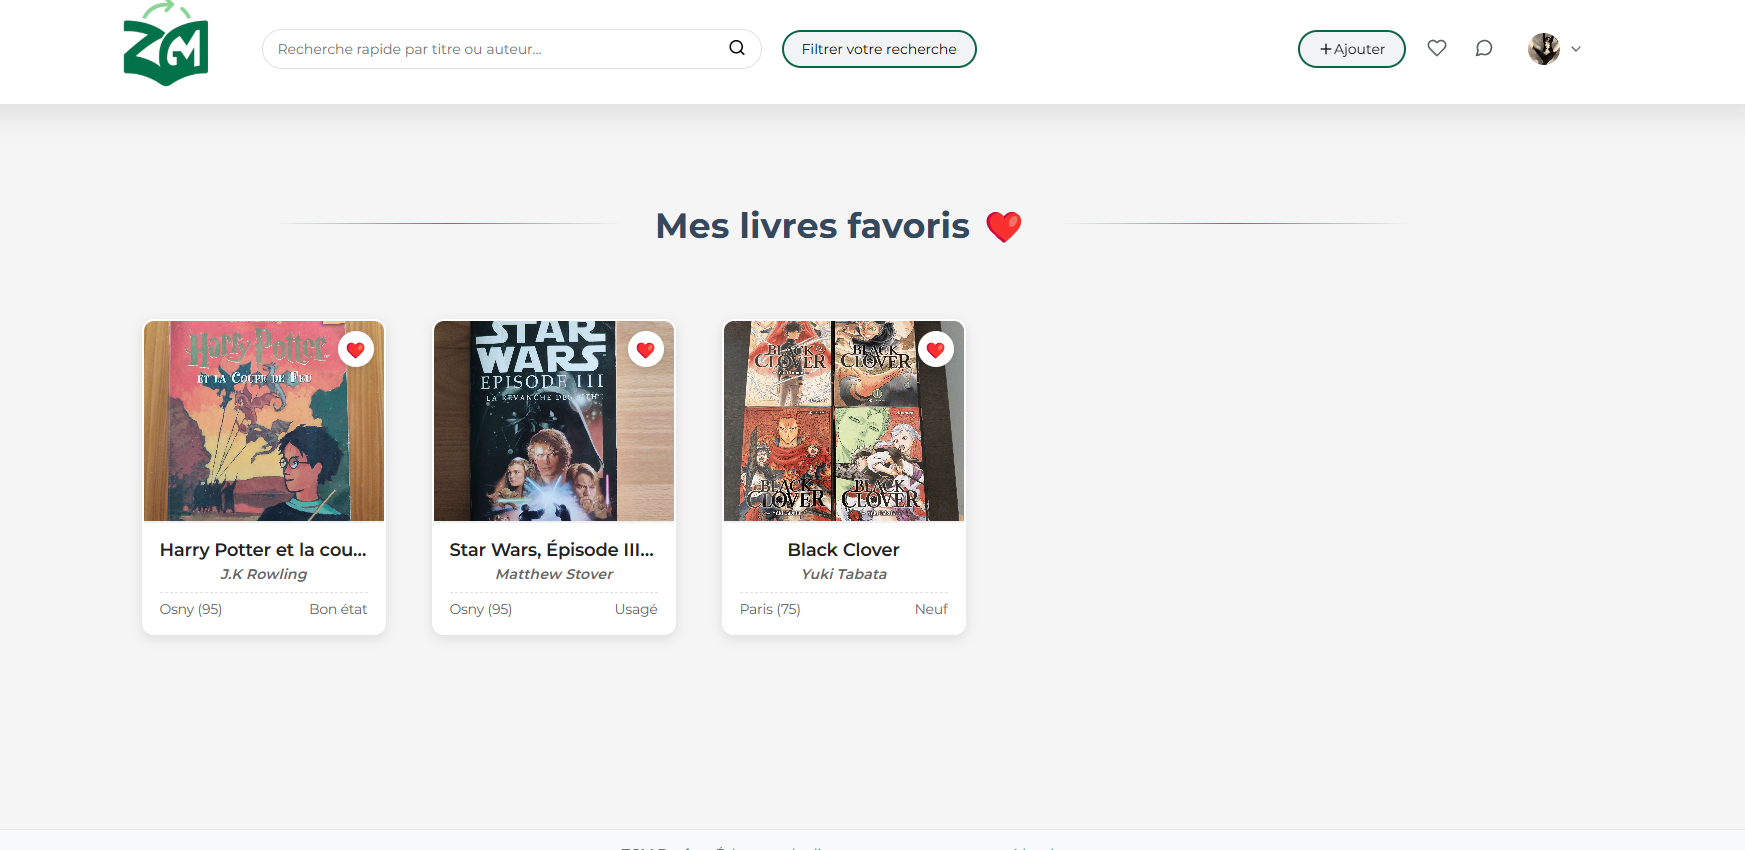 ZGM
Recherche rapide par titre ou auteur...
Filtrer votre recherche
+Ajouter
Mes livres favoris
Harry Potter
ET LA COUPE DE FEU
STAR
WARS
EPISODE III
LA REVANCHE DES SITH
BLACK
CLOVER
BLACK
CLOVER
BLACK
CLOVER
BLACK
CLOVER
Harry Potter et la cou...
J.K Rowling
Osny (95)
Bon état
Star Wars, Épisode III...
Matthew Stover
Osny (95)
Usagé
Black Clover
Yuki Tabata
Paris (75)
Neuf